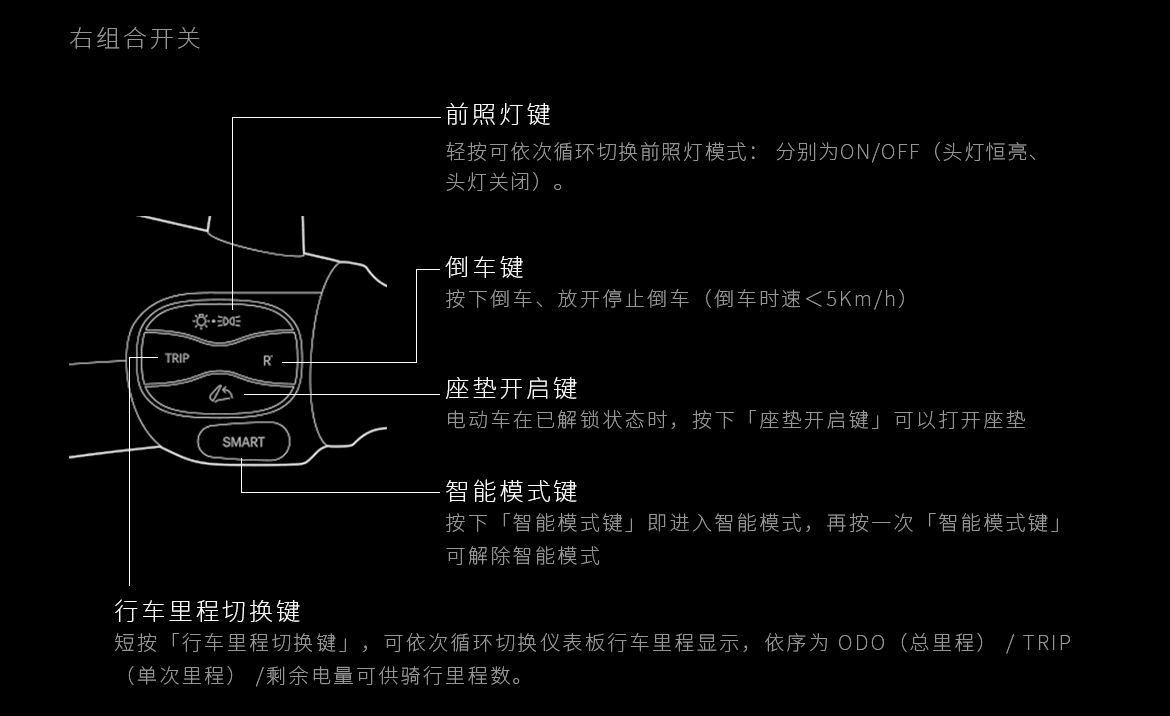 右组合开关
前照灯键
轻按可依次循环切换前照灯模式： 分别为ON/OFF（头灯恒亮、
头灯关闭）。
倒车键
按下倒车、放开停止倒车（倒车时速＜5Km/h）
TRIP
R
座垫开启键
电动车在已解锁状态时，按下「座垫开启键」可以打开座垫
SMART
智能模式键
按下「智能模式键」即进入智能模式，再按一次「智能模式键」
可解除智能模式
行车里程切换键
短按「行车里程切换键」，可依次循环切换仪表板行车里程显示，依序为 ODO（总里程） / TRIP
（单次里程） /剩余电量可供骑行里程数。